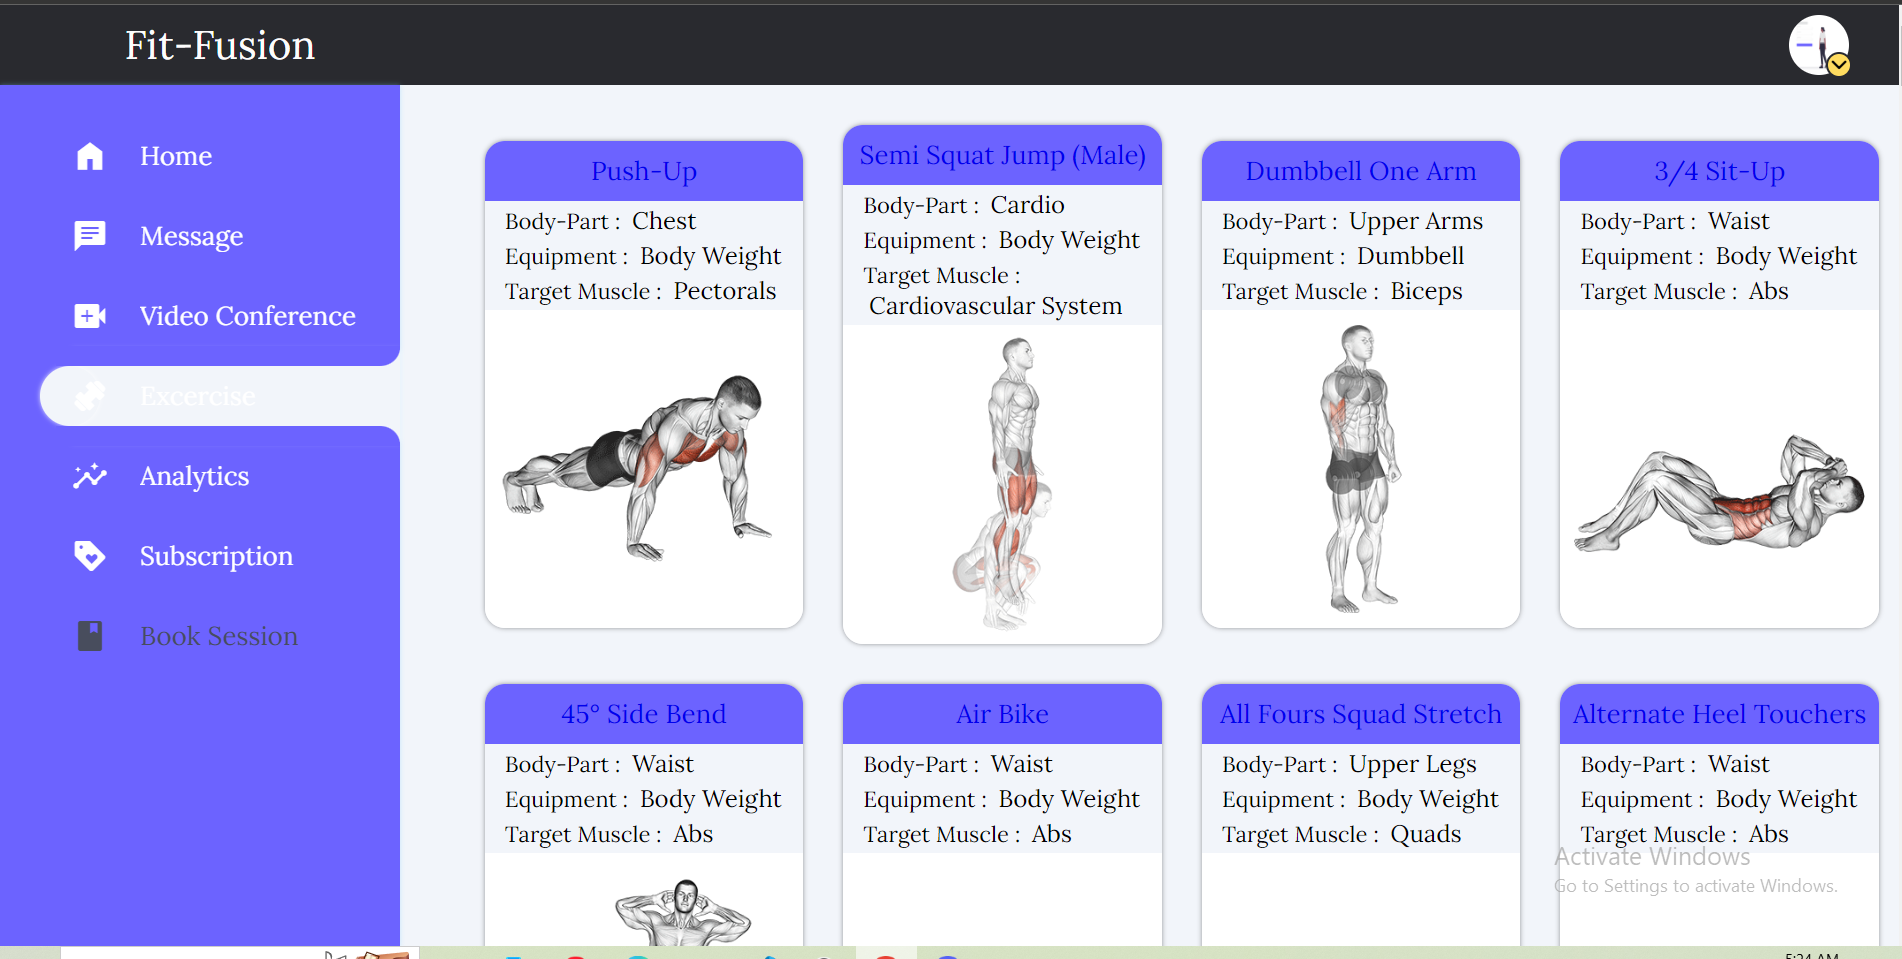 Fit-Fusion
Home
Message
Video Conference
Excercise
Analytics
Subscription
Book Session
Push-Up
Body-Part : Chest
Equipment : Body Weight
Target Muscle : Pectorals
Semi Squat Jump (Male)
Body-Part : Cardio
Equipment : Body Weight
Target Muscle :
Cardiovascular System
Dumbbell One Arm
Body-Part : Upper Arms
Equipment : Dumbbell
Target Muscle : Biceps
3/4 Sit-Up
Body-Part : Waist
Equipment : Body Weight
Target Muscle : Abs
45° Side Bend
Body-Part : Waist
Equipment : Body Weight
Target Muscle : Abs
Air Bike
Body-Part : Waist
Equipment : Body Weight
Target Muscle : Abs
All Fours Squad Stretch
Body-Part : Upper Legs
Equipment : Body Weight
Target Muscle : Quads
Alternate Heel Touchers
Body-Part : Waist
Equipment : Body Weight
Target Muscle : Abs
Activate Windows
Go to Settings to activate Windows.
5:24 AM